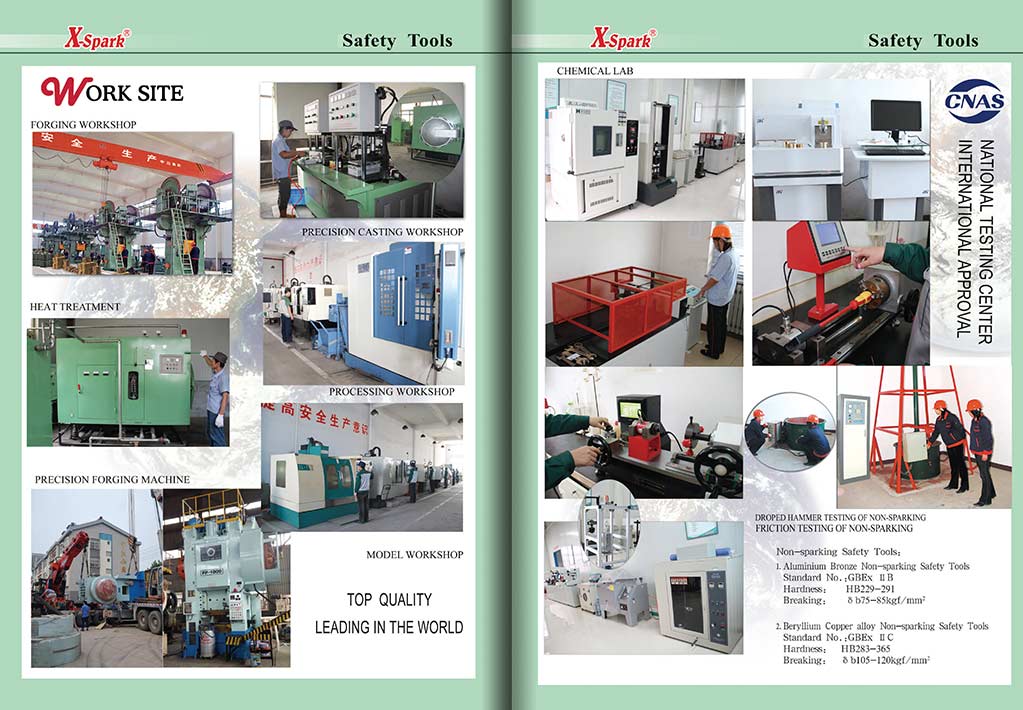 X-Spark®
Safety Tools
WORK SITE
FORGING WORKSHOP
安全 生产
PRECISION CASTING WORKSHOP
HEAT TREATMENT
PROCESSING WORKSHOP
提高安全生产意识
PRECISION FORGING MACHINE
MODEL WORKSHOP
TOP QUALITY
LEADING IN THE WORLD
X-Spark®
Safety Tools
CHEMICAL LAB
CNAS
NATIONAL TESTING CENTER
INTERNATIONAL APPROVAL
DROPED HAMMER TESTING OF NON-SPARKING
FRICTION TESTING OF NON-SPARKING
Non-sparking Safety Tools:
1. Aluminium Bronze Non-sparking Safety Tools
Standard No.:GBEx ⅡB
Hardness: HB229-291
Breaking: δb75-85kgf/mm²
2. Beryllium Copper alloy Non-sparking Safety Tools
Standard No.:GBEx ⅡC
Hardness: HB283-365
Breaking: δb105-120kgf/mm²